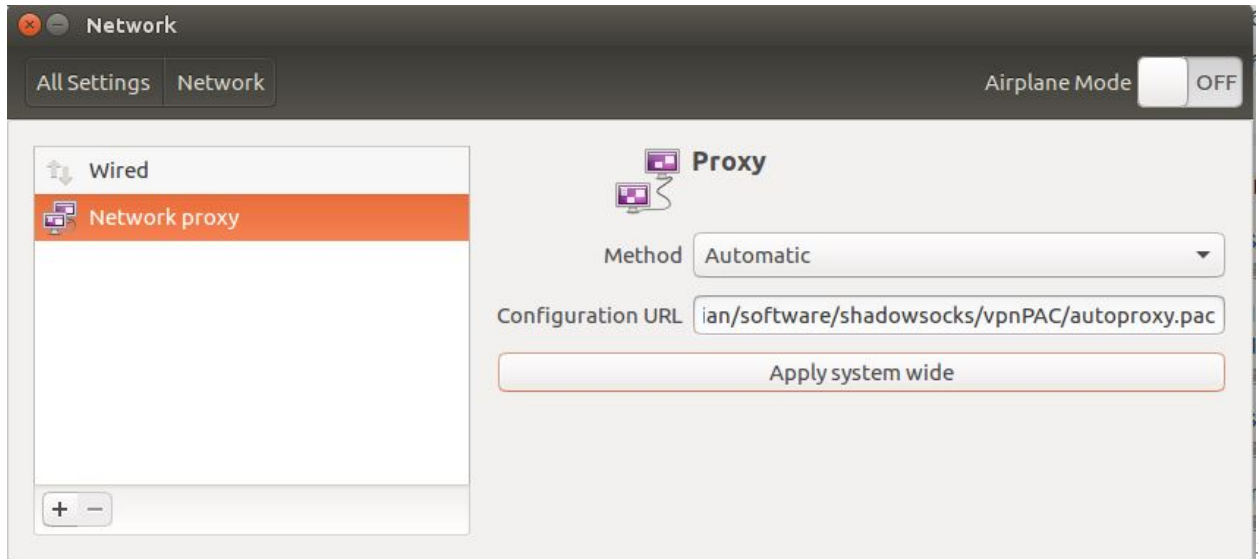 Network
All Settings Network Airplane Mode OFF
Wired
Network proxy
Proxy
Method Automatic
Configuration URL ian/software/shadowsocks/vpnPAC/autoproxy.pac
Apply system wide